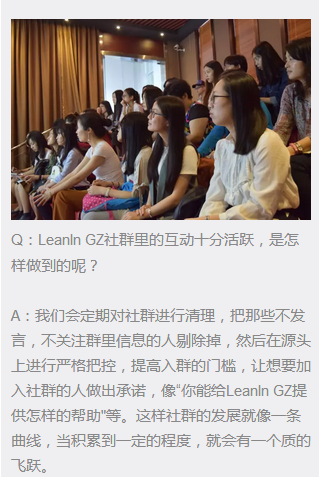 Q：LeanIn GZ社群里的互动十分活跃，是怎
样做到的呢？
A：我们会定期对社群进行清理，把那些不发
言，不关注群里信息的人剔除掉，然后在源头
上进行严格把控，提高入群的门槛，让想要加
入社群的人做出承诺，像“你能给LeanIn GZ提
供怎样的帮助”等。这样社群的发展就像一条
曲线，当积累到一定的程度，就会有一个质的
飞跃。